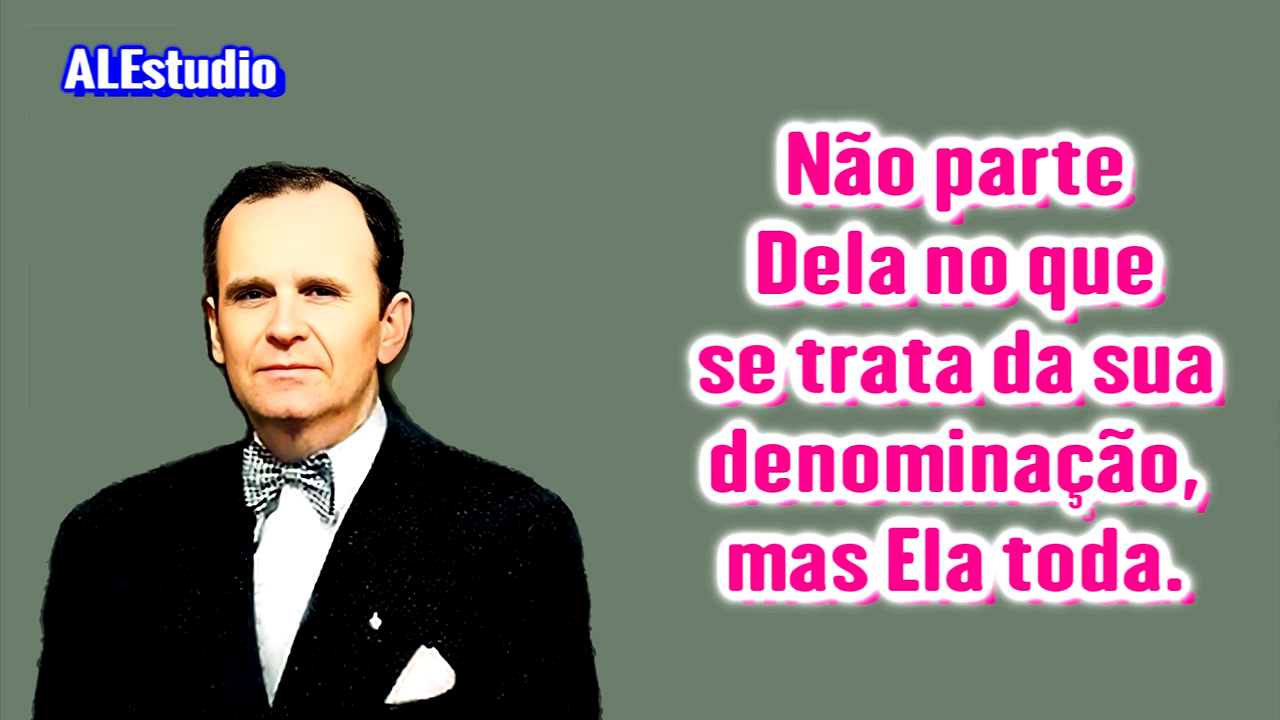 ALEstudio
Não parte
Dela no que
se trata da sua
denominação,
mas Ela toda.